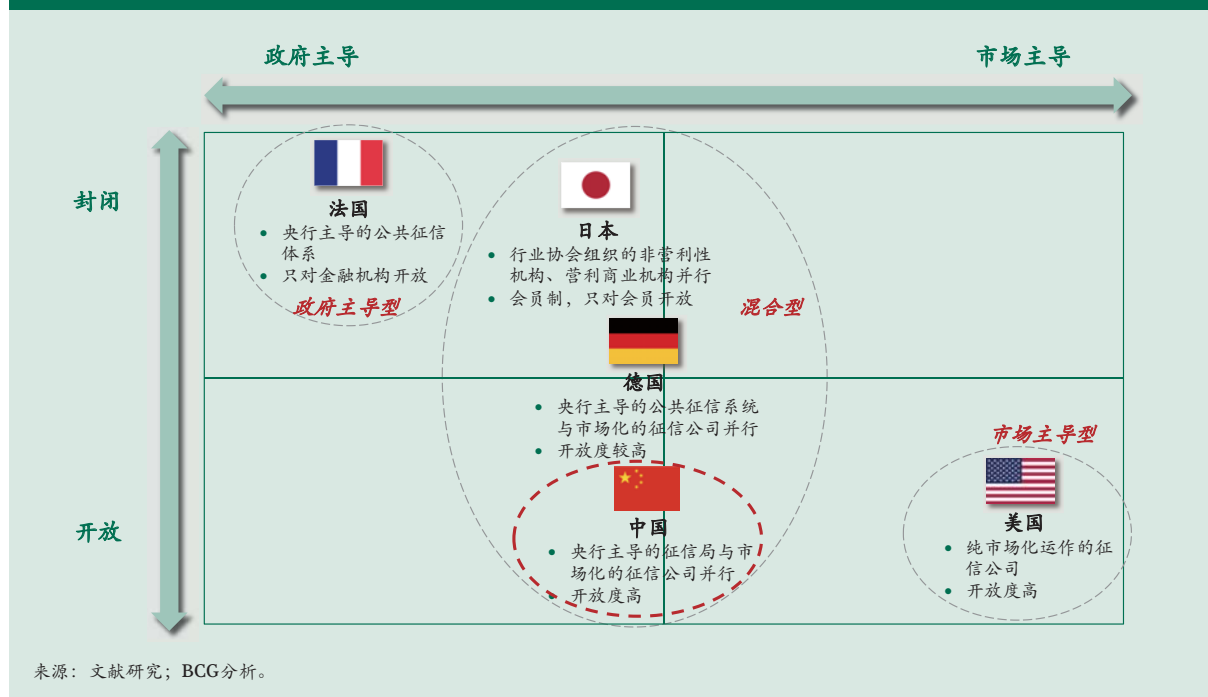 政府主导
市场主导
封闭
开放
法国
• 央行主导的公共征信
体系
• 只对金融机构开放
政府主导型
日本
• 行业协会组织的非营利性
机构、营利商业机构并行
• 会员制，只对会员开放
混合型
德国
• 央行主导的公共征信系统
与市场化的征信公司并行
• 开放度较高
中国
• 央行主导的征信局与市
场化的征信公司并行
• 开放度高
市场主导型
美国
• 纯市场化运作的征
信公司
• 开放度高
来源：文献研究；BCG分析。